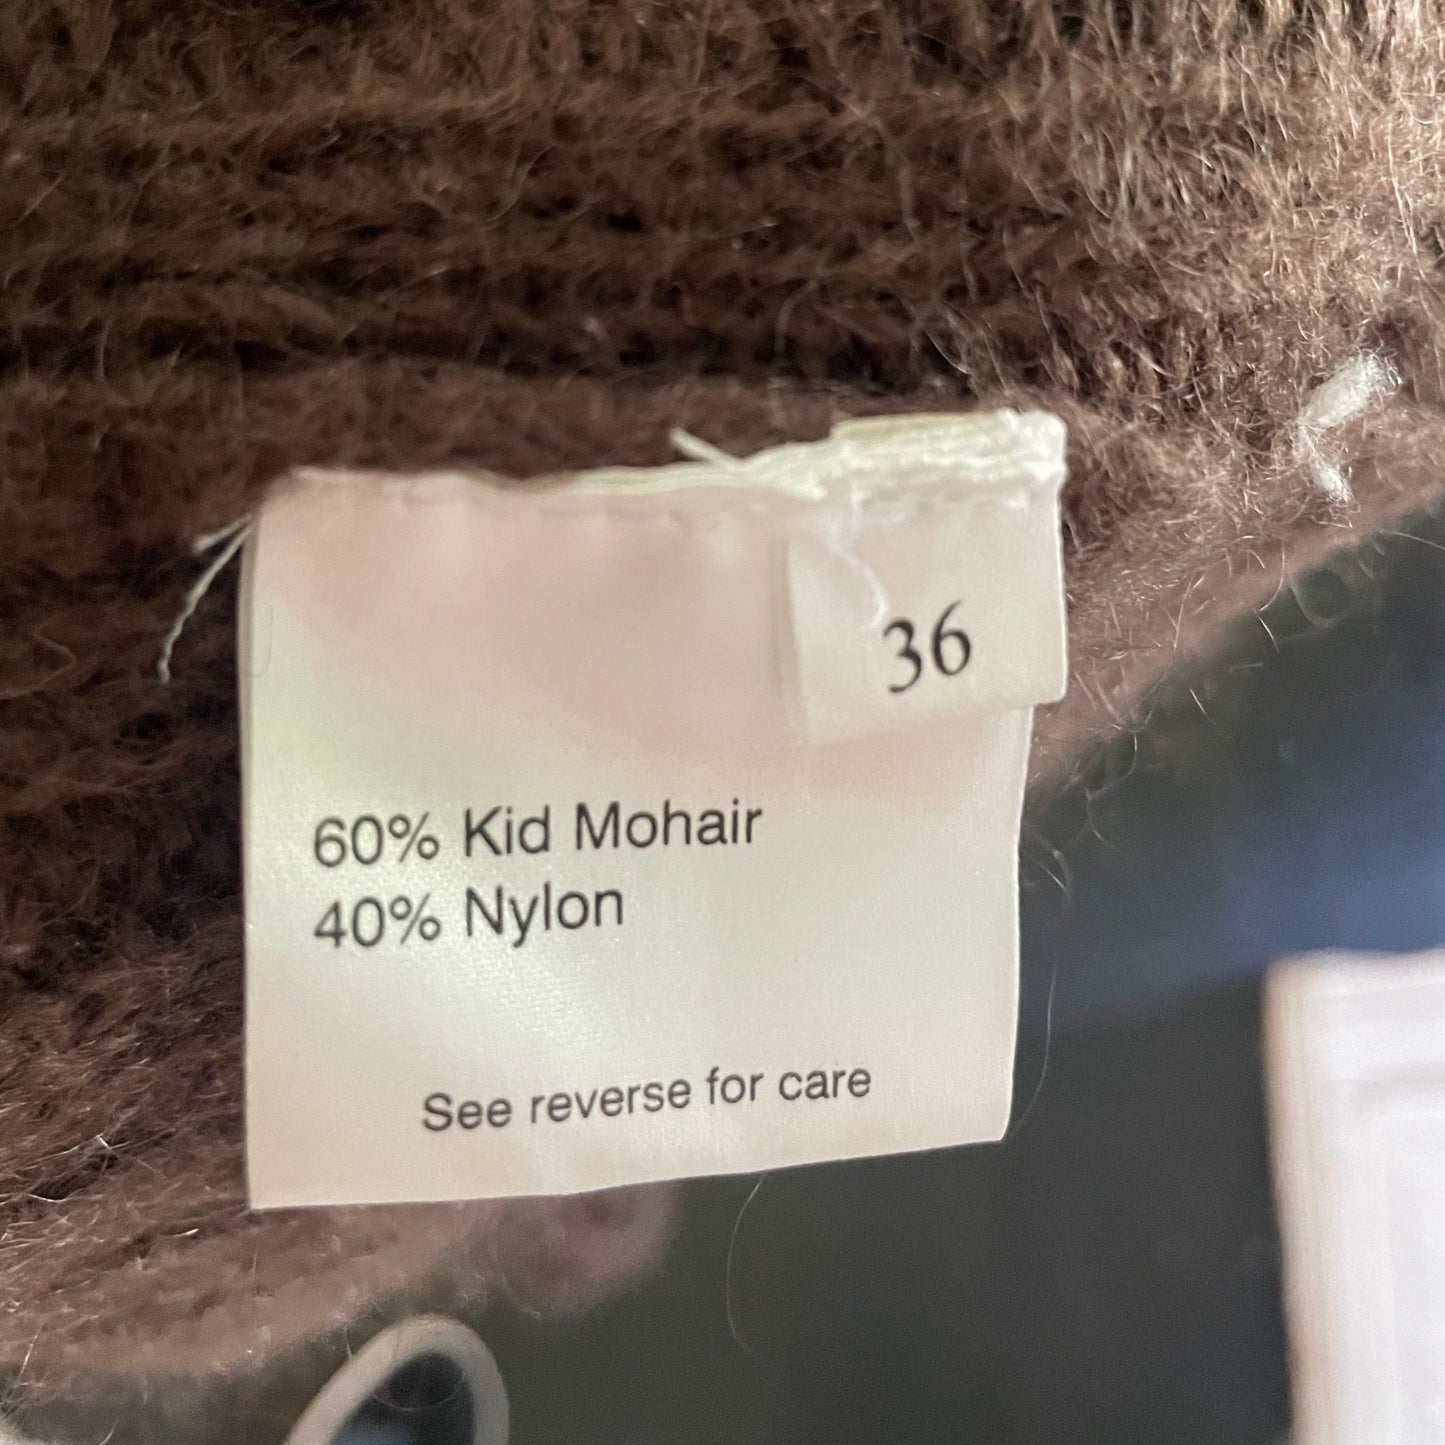 36
60% Kid Mohair
40% Nylon
See reverse for care